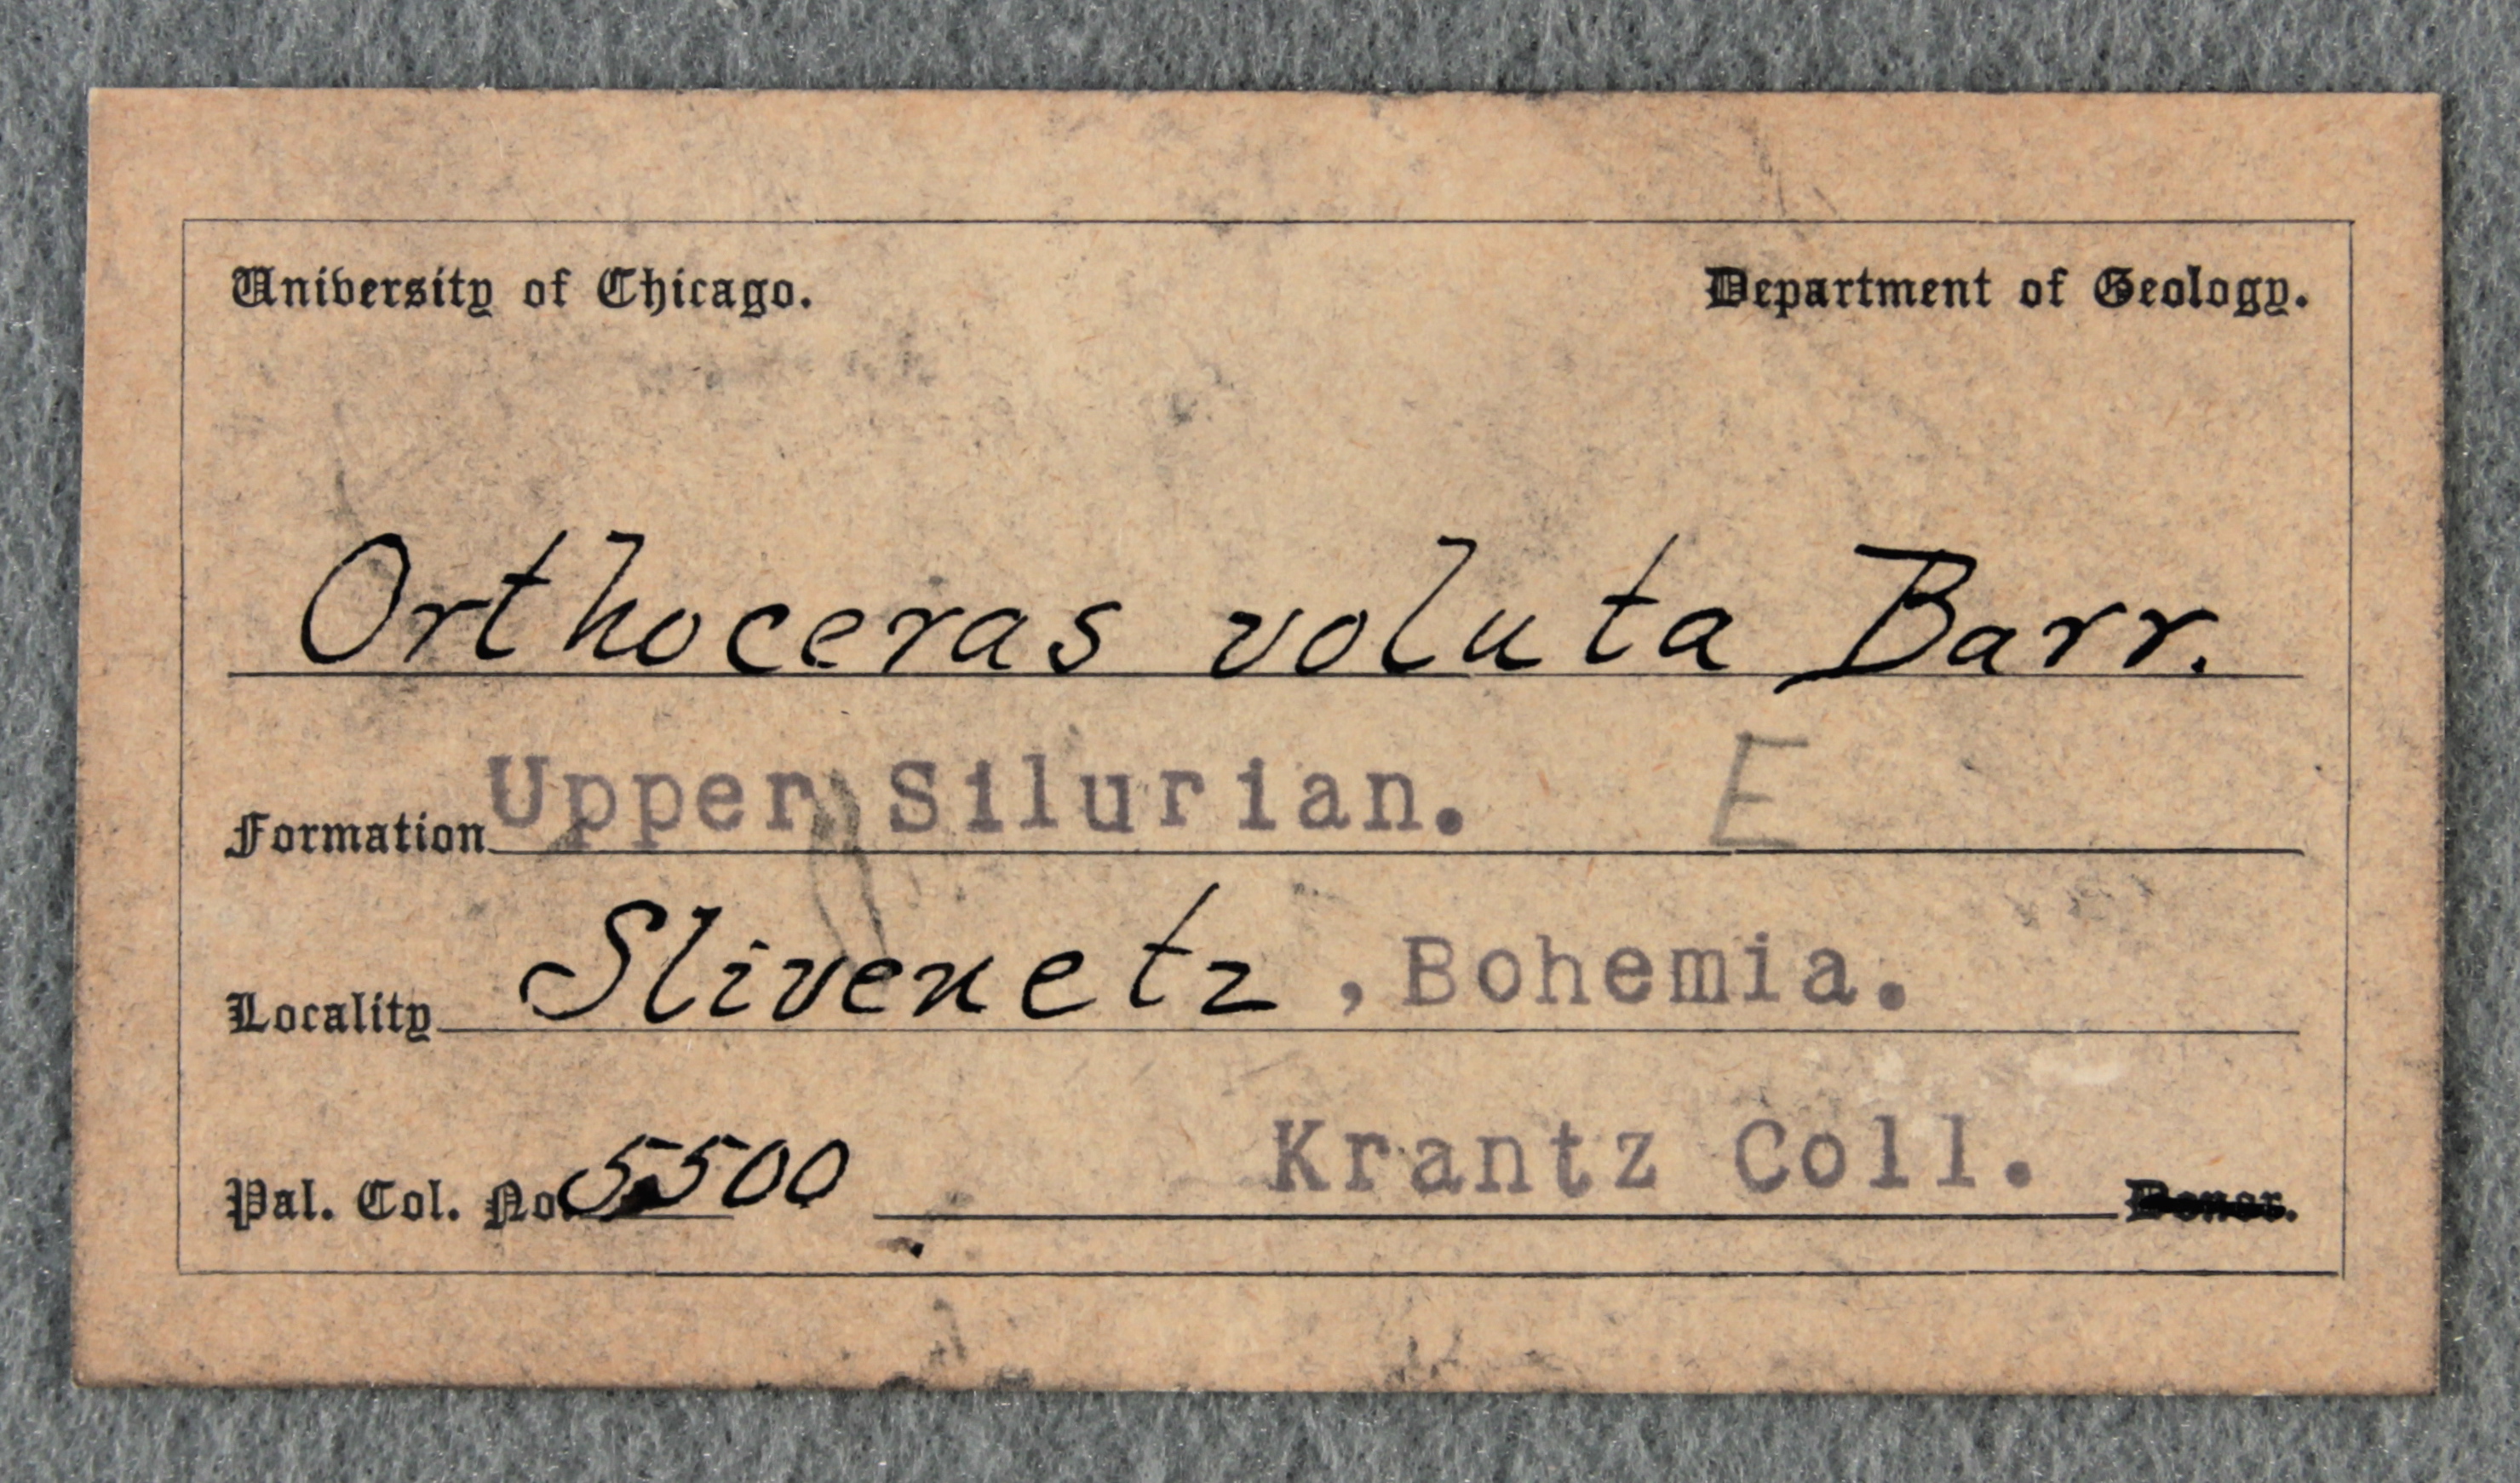 University of Chicago. Department of Geology.
Orthoceras voluta Barr.
Formation Upper Silurian. E
Locality Slivenetz, Bohemia.
Pal. Col. No. 5500 Krantz Coll. Donor.